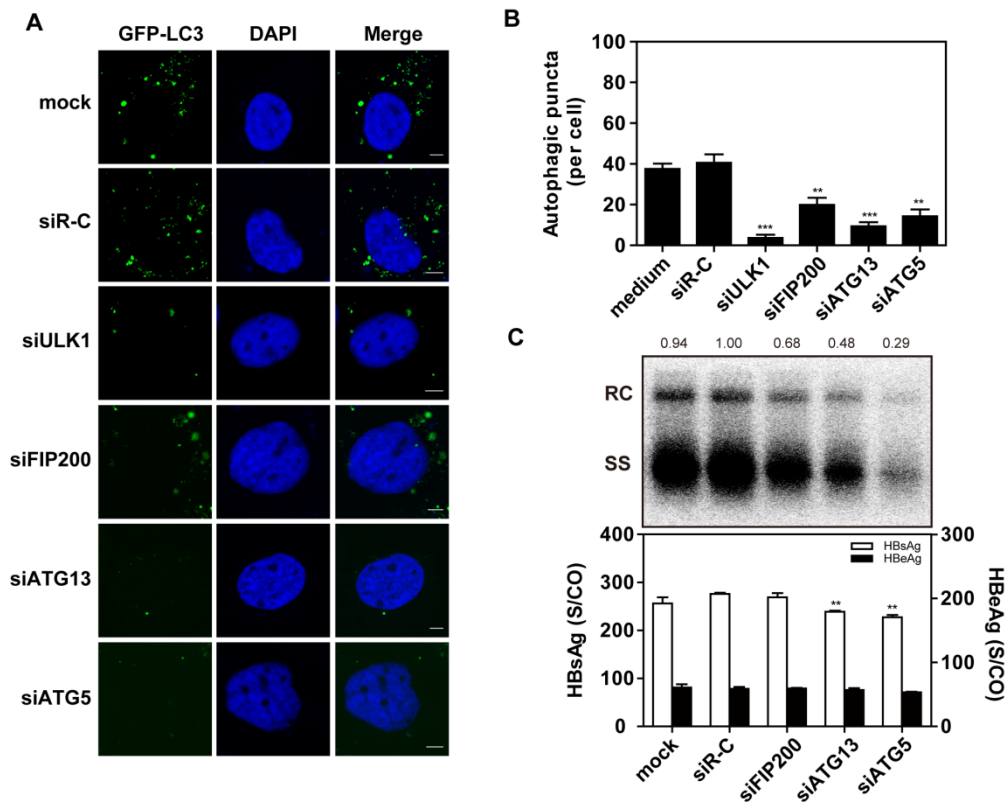 A
GFP-LC3 DAPI Merge
mock
siR-C
siULK1
siFIP200
siATG13
siATG5
B
Autophagic puncta
(per cell)
100
80
60
40
20
0
*** ** *** **
medium siR-C siULK1 siFIP200 siATG13 siATG5
C
0.94 1.00 0.68 0.48 0.29
RC
SS
HBsAg (S/CO)
400
300
200
100
0
HBsAg
HBeAg
** **
300
200
100
0
HBeAg (S/CO)
mock siR-C siFIP200 siATG13 siATG5